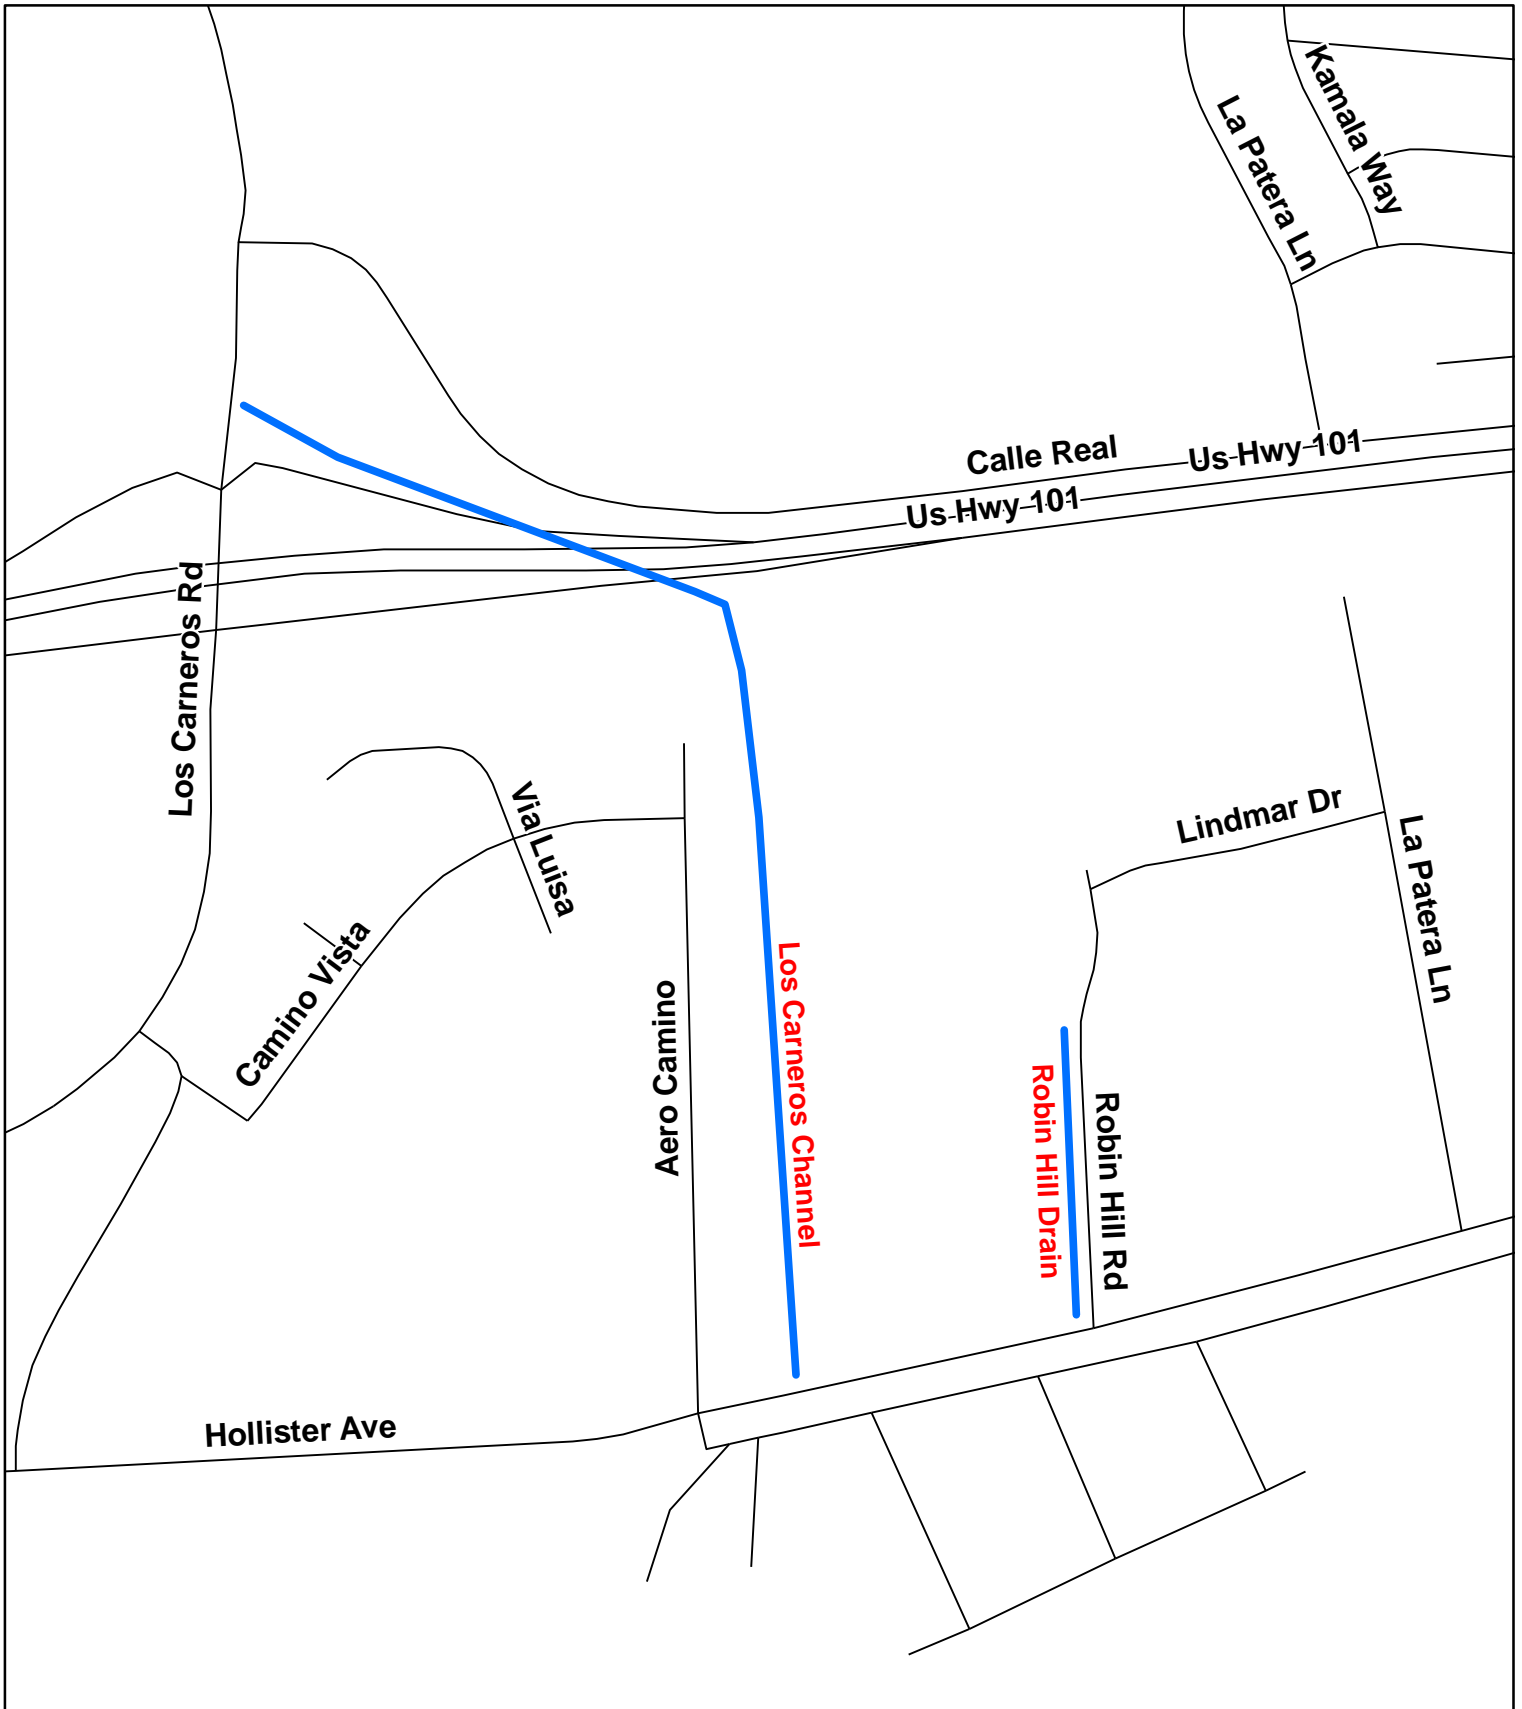 Kamala Way
La Patera Ln
Calle Real
Us Hwy 101
Us Hwy 101
Los Carneros Rd
Via Luisa
Lindmar Dr
La Patera Ln
Camino Vista
Aero Camino
Los Carneros Channel
Robin Hill Drain
Robin Hill Rd
Hollister Ave